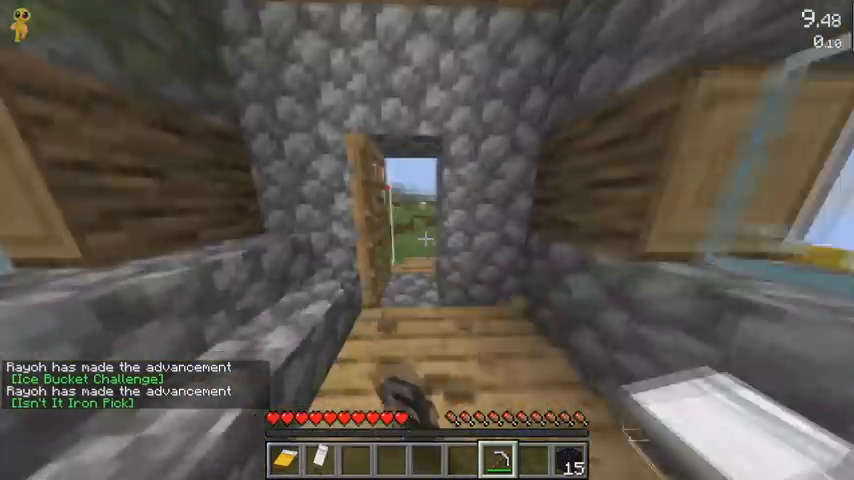 9.48
0.10
Rayoh has made the advancement
[Ice Bucket Challenge]
Rayoh has made the advancement
[Isn't It Iron Pick]
15